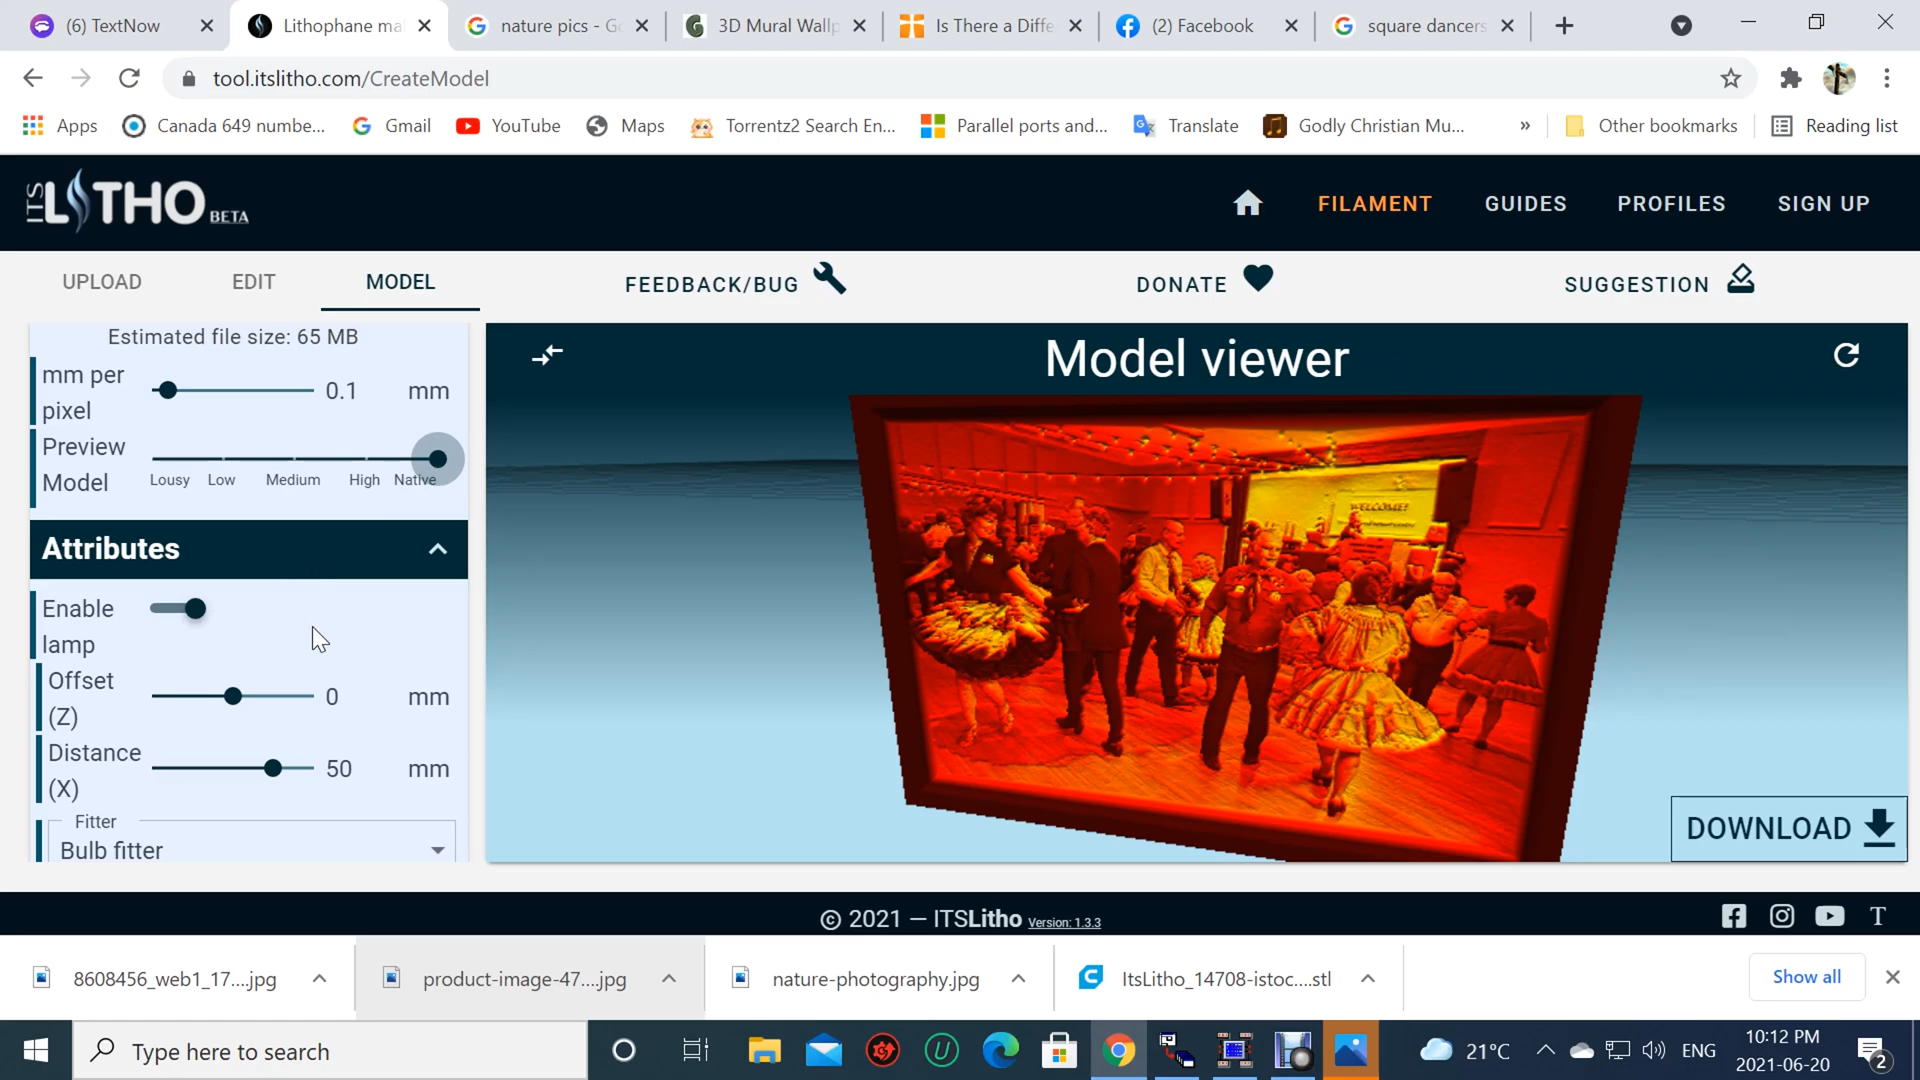 (6) TextNow
Lithophane ma
nature pics - Go
3D Mural Wallp
Is There a Diffe
(2) Facebook
square dancers
tool.itslitho.com/CreateModel
Apps
Canada 649 numbe...
Gmail
YouTube
Maps
Torrentz2 Search En...
Parallel ports and...
Translate
Godly Christian Mu...
»
Other bookmarks
Reading list
ITS LITHO BETA
FILAMENT
GUIDES
PROFILES
SIGN UP
UPLOAD
EDIT
MODEL
FEEDBACK/BUG
DONATE
SUGGESTION
Estimated file size: 65 MB
mm per
pixel
0.1
mm
Preview
Model
Lousy
Low
Medium
High
Native
Attributes
Enable
lamp
Offset
(Z)
0
mm
Distance
(X)
50
mm
Fitter
Bulb fitter
Model viewer
WELCOME!
DOWNLOAD
© 2021 — ITSLitho Version: 1.3.3
8608456_web1_17....jpg
product-image-47....jpg
nature-photography.jpg
ItsLitho_14708-istoc....stl
Show all
Type here to search
21°C
ENG
10:12 PM
2021-06-20
2